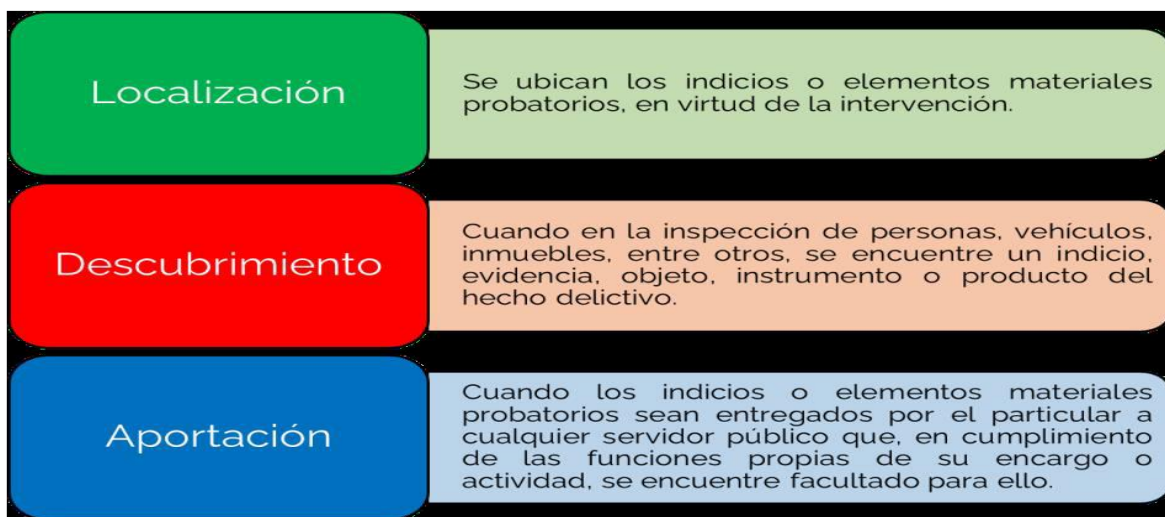 Localización
Se ubican los indicios o elementos materiales
probatorios, en virtud de la intervención.
Descubrimiento
Cuando en la inspección de personas, vehículos,
inmuebles, entre otros, se encuentre un indicio,
evidencia, objeto, instrumento o producto del
hecho delictivo.
Aportación
Cuando los indicios o elementos materiales
probatorios sean entregados por el particular a
cualquier servidor público que, en cumplimiento
de las funciones propias de su encargo o
actividad, se encuentre facultado para ello.